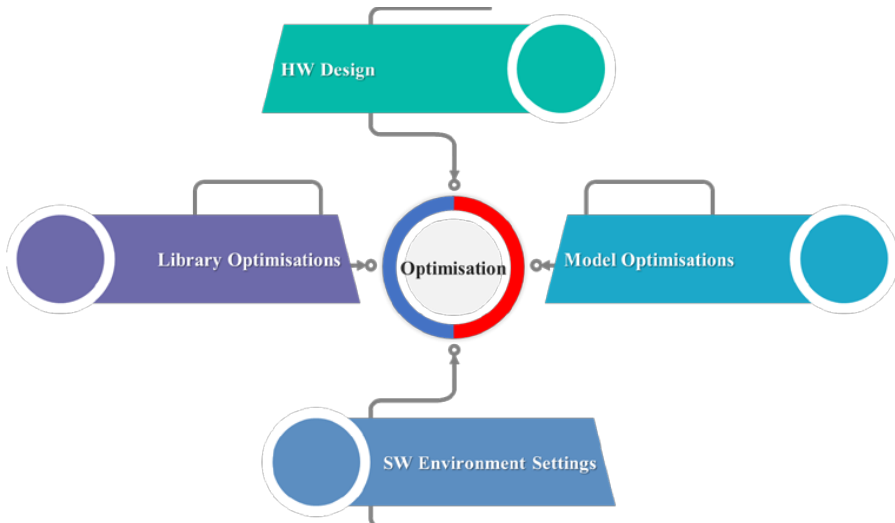 HW Design
Library Optimisations
Optimisation
Model Optimisations
SW Environment Settings